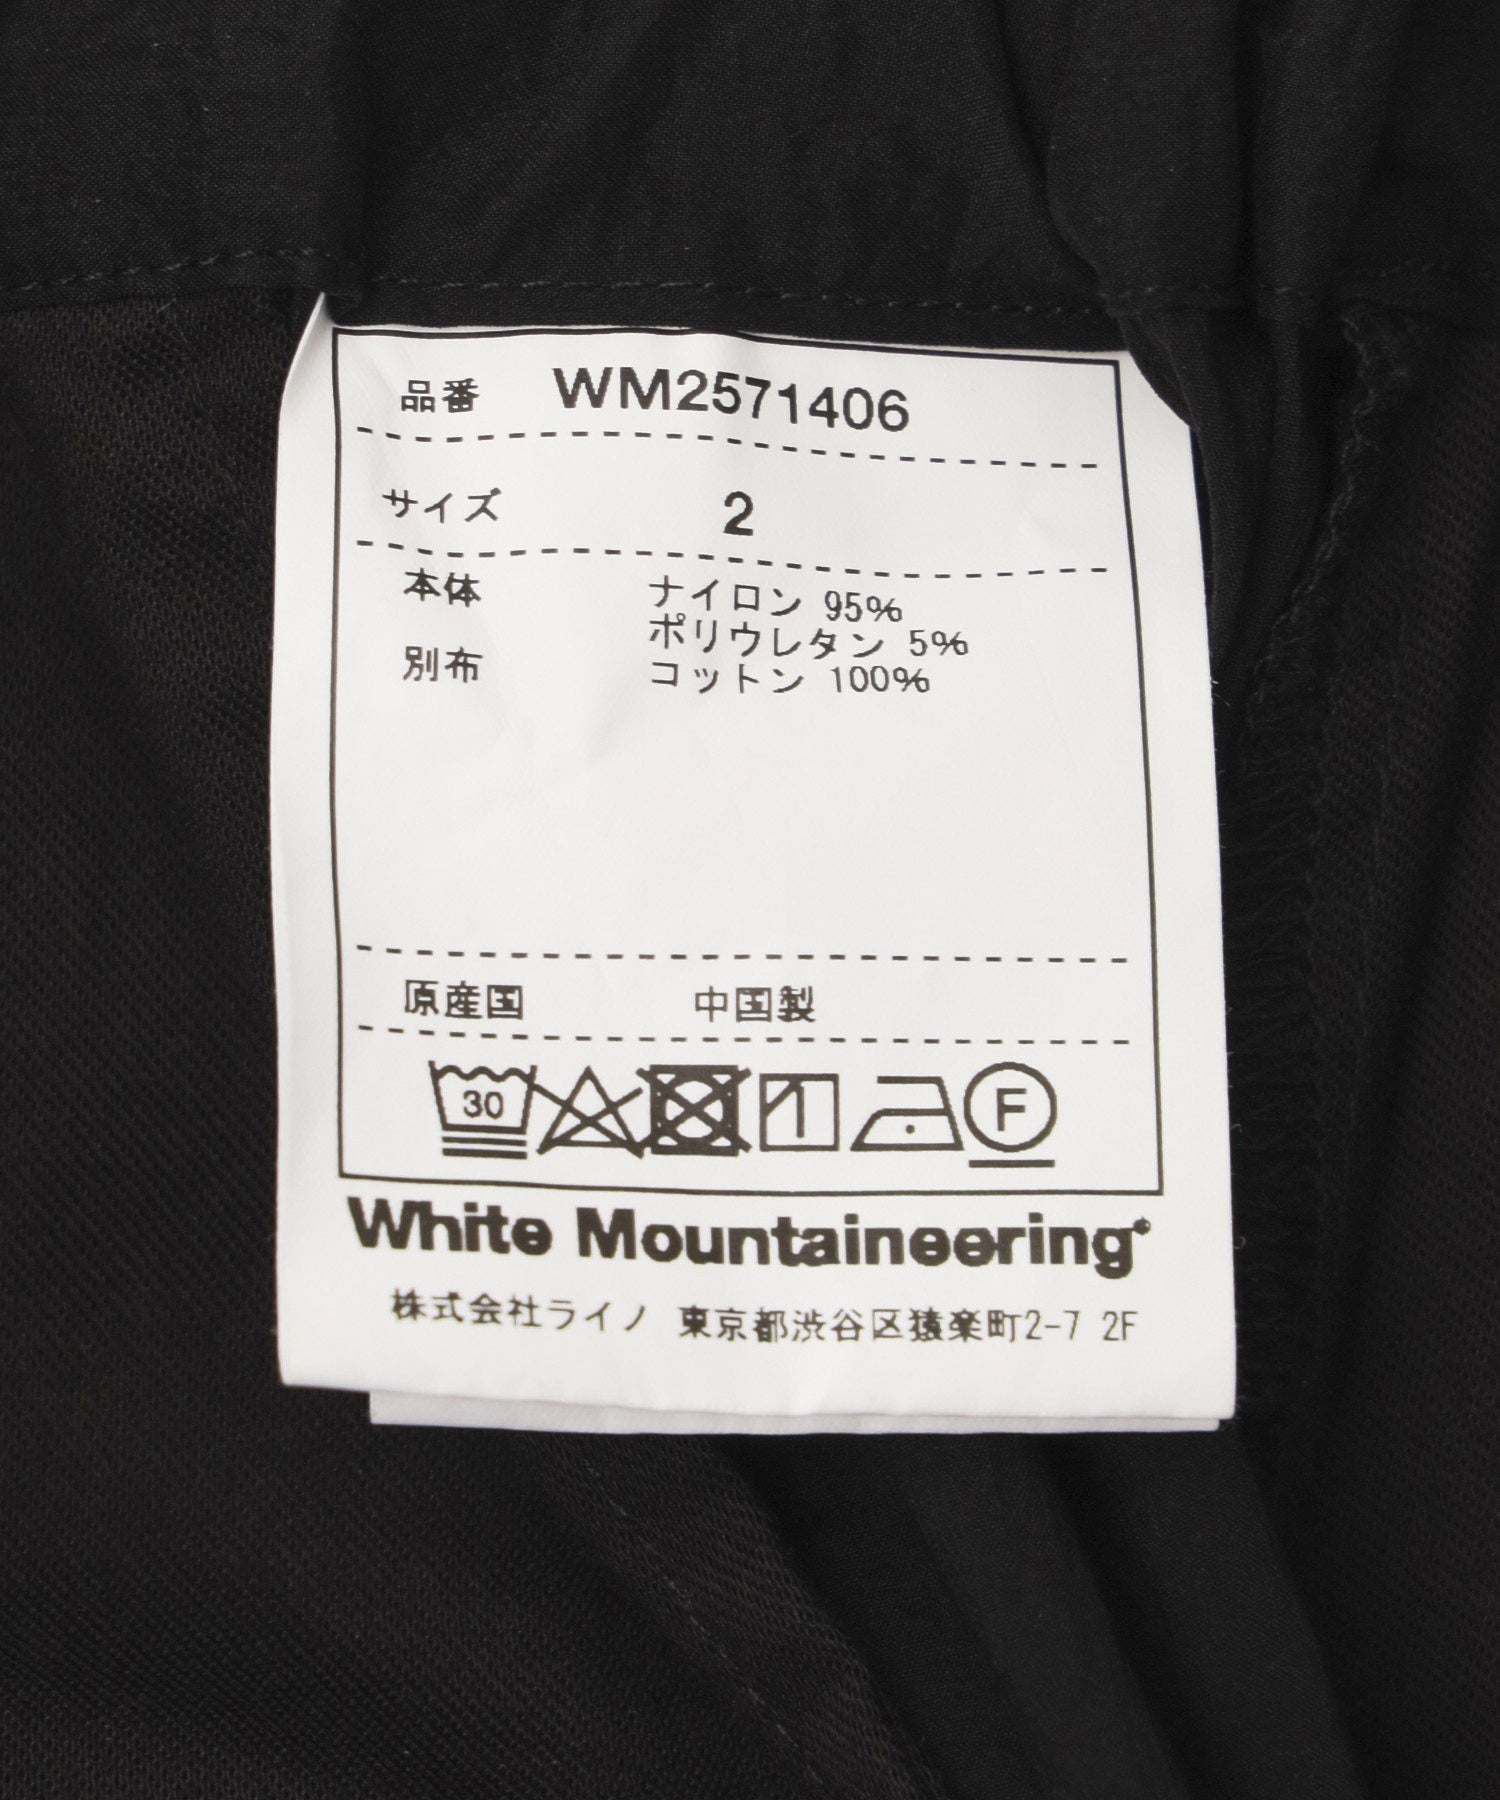 品番 WM2571406
サイズ 2
本体 ナイロン 95%
ポリウレタン 5%
別布 コットン 100%
原産国 中国製
30 F
White Mountaineering®
株式会社ライノ 東京都渋谷区猿楽町2-7 2F